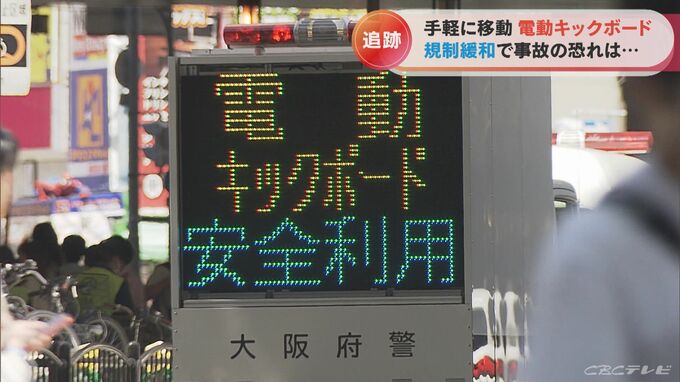 追跡
手軽に移動 電動キックボード
規制緩和で事故の恐れは…
電 動
キックボード
安全利用
大阪府警
CBCテレビ